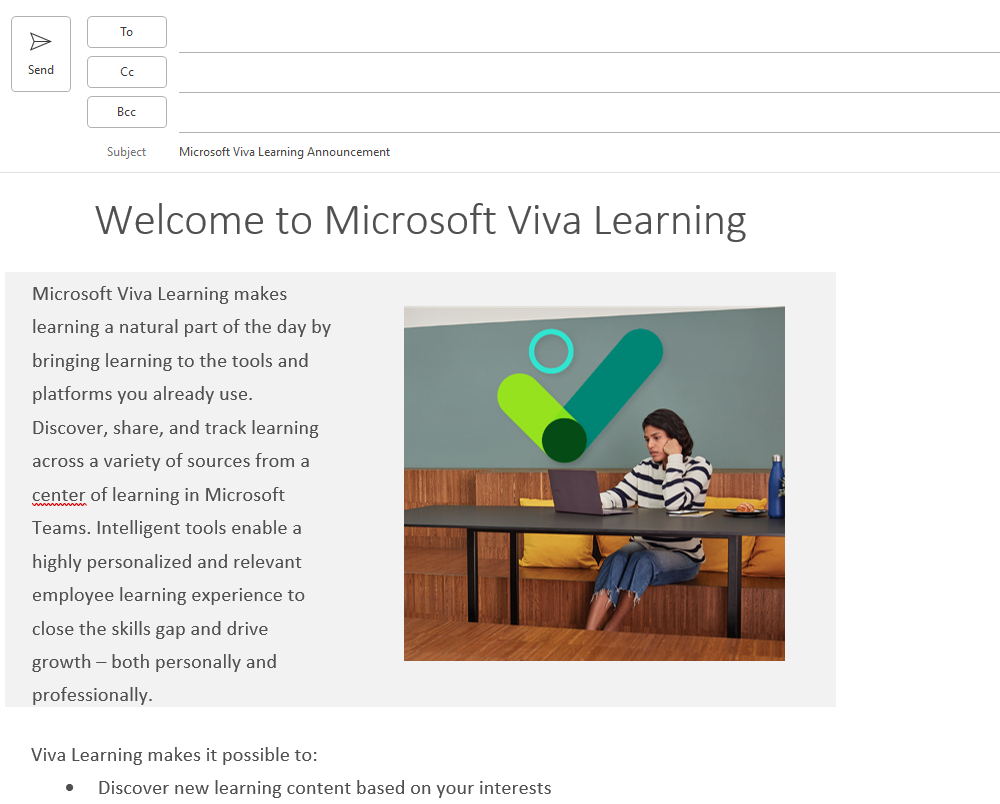 To
Send
Cc
Bcc
Subject Microsoft Viva Learning Announcement
Welcome to Microsoft Viva Learning
Microsoft Viva Learning makes
learning a natural part of the day by
bringing learning to the tools and
platforms you already use.
Discover, share, and track learning
across a variety of sources from a
center of learning in Microsoft
Teams. Intelligent tools enable a
highly personalized and relevant
employee learning experience to
close the skills gap and drive
growth – both personally and
professionally.
Viva Learning makes it possible to:
• Discover new learning content based on your interests